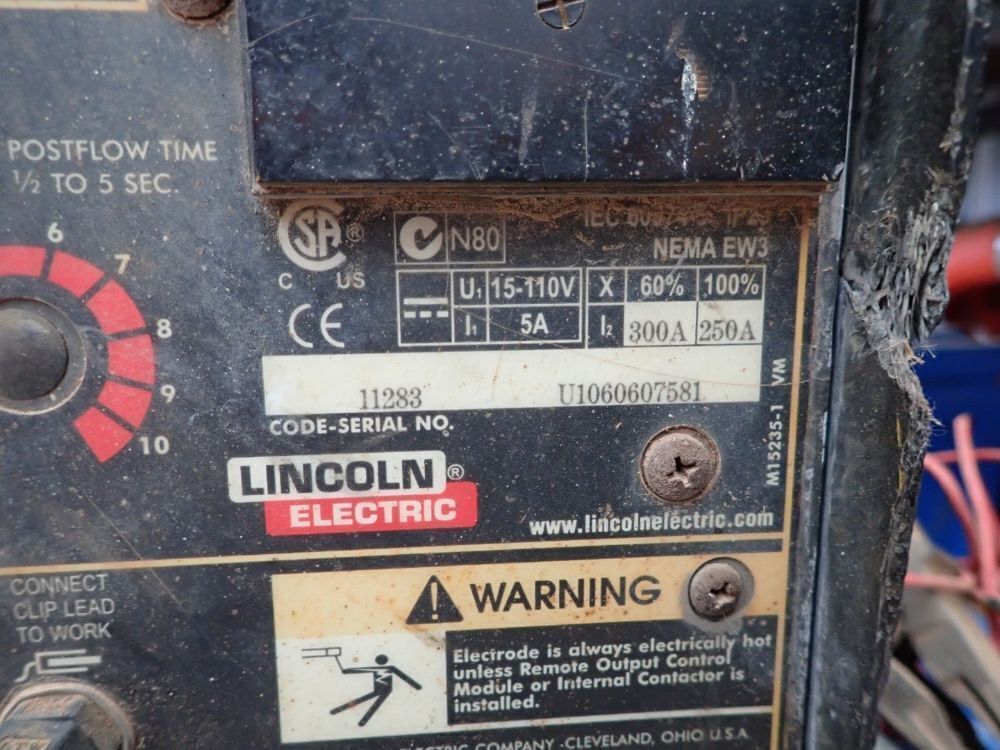 POSTFLOW TIME
½ TO 5 SEC.
6
7
8
9
10
CSA®
C US
N80
IP23
NEMA EW3
CE
U1 15-110V X 60% 100%
I1 5A I2 300A 250A
11283 U1060607581
CODE-SERIAL NO.
M15235-1 VM
LINCOLN®
ELECTRIC
www.lincolnelectric.com
CONNECT
CLIP LEAD
TO WORK
WARNING
Electrode is always electrically hot
unless Remote Output Control
Module or Internal Contactor is
installed.
ELECTRIC COMPANY · CLEVELAND, OHIO U.S.A